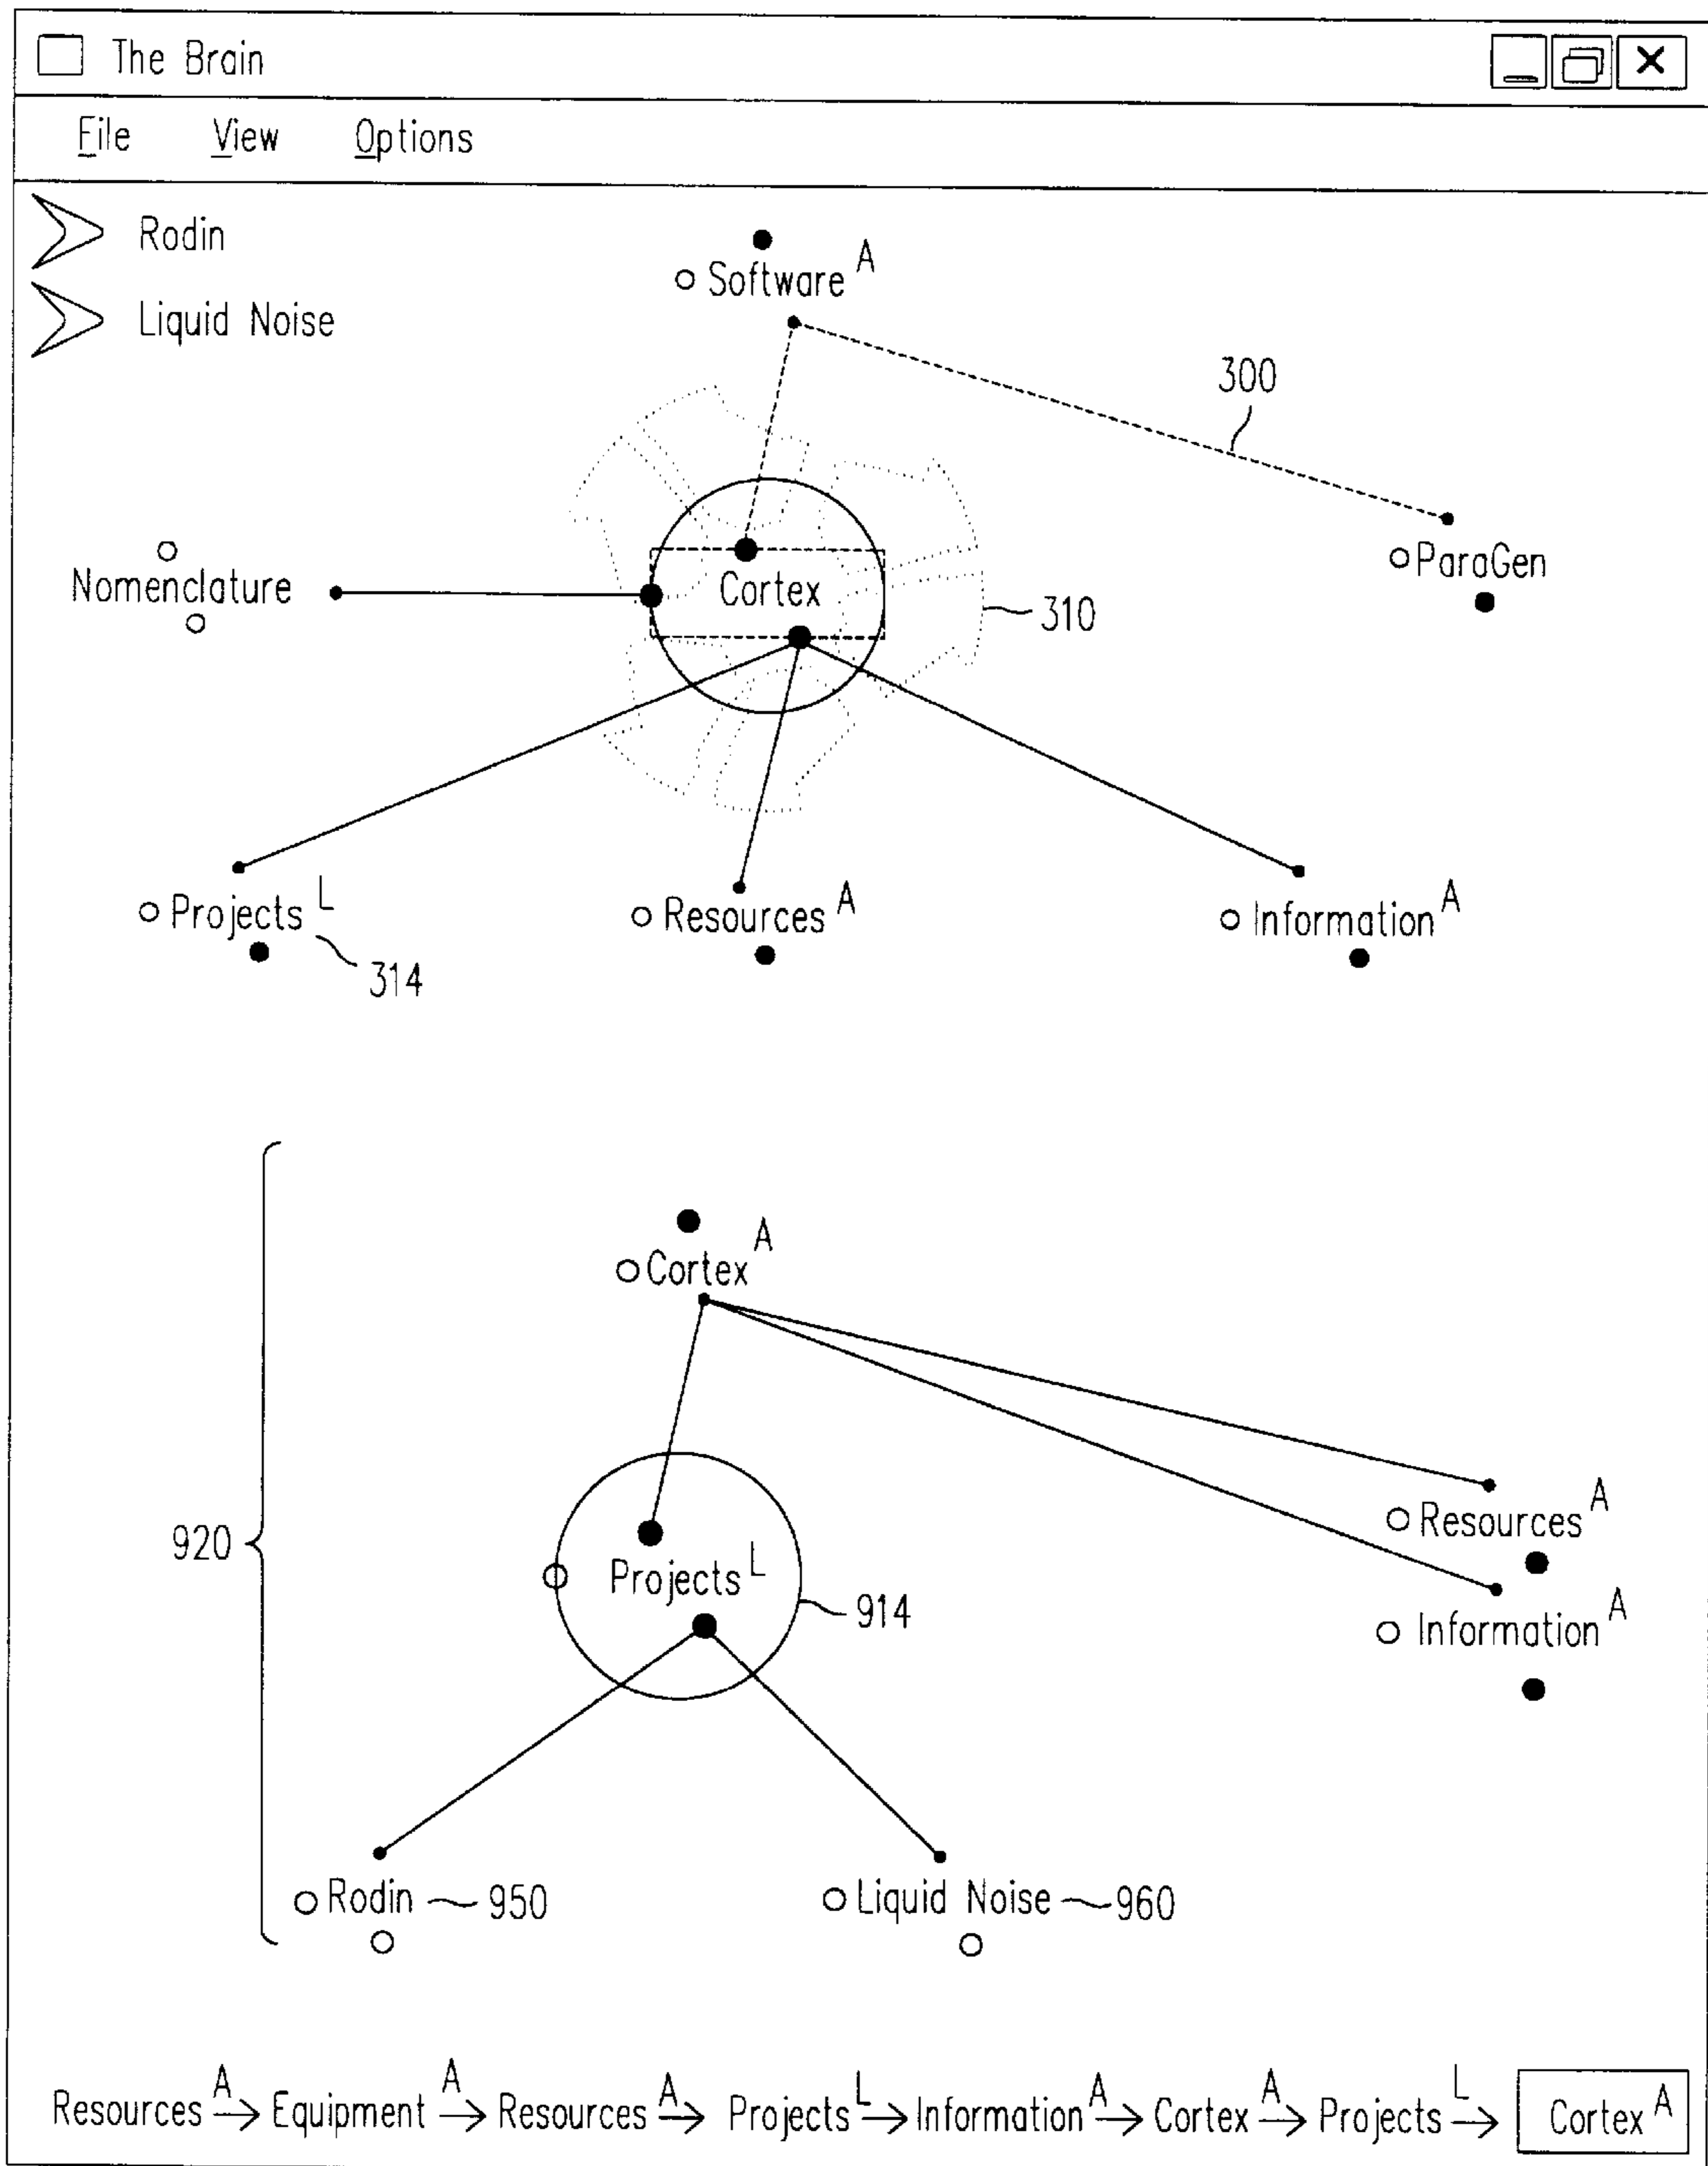 The Brain
File View Options
Rodin
Liquid Noise
Software A
300
Nomenclature
Cortex
ParaGen
310
Projects L
Resources A
Information A
314
Cortex A
920
Projects L
914
Resources A
Information A
Rodin 950
Liquid Noise 960
Resources A → Equipment A → Resources A → Projects L → Information A → Cortex A → Projects L → Cortex A